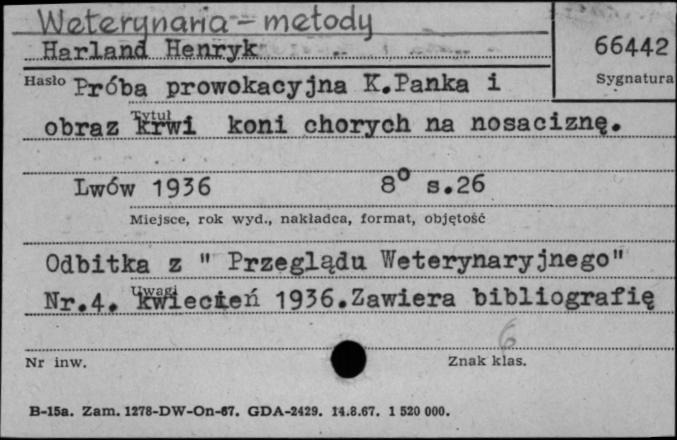 Weterynaria - metody
Harland Henryk
66442
Hasło
Sygnatura
Próba prowokacyjna K.Panka i
Tytuł
obraz krwi koni chorych na nosaciznę.
Lwów 1936 8° s.26
Miejsce, rok wyd., nakładca, format, objętość
Odbitka z " Przeglądu Weterynaryjnego"
Uwagi
Nr.4. kwiecień 1936.Zawiera bibliografię
6
Nr inw.
Znak klas.
B-15a. Zam. 1278-DW-On-67. GDA-2429. 14.8.67. 1 520 000.